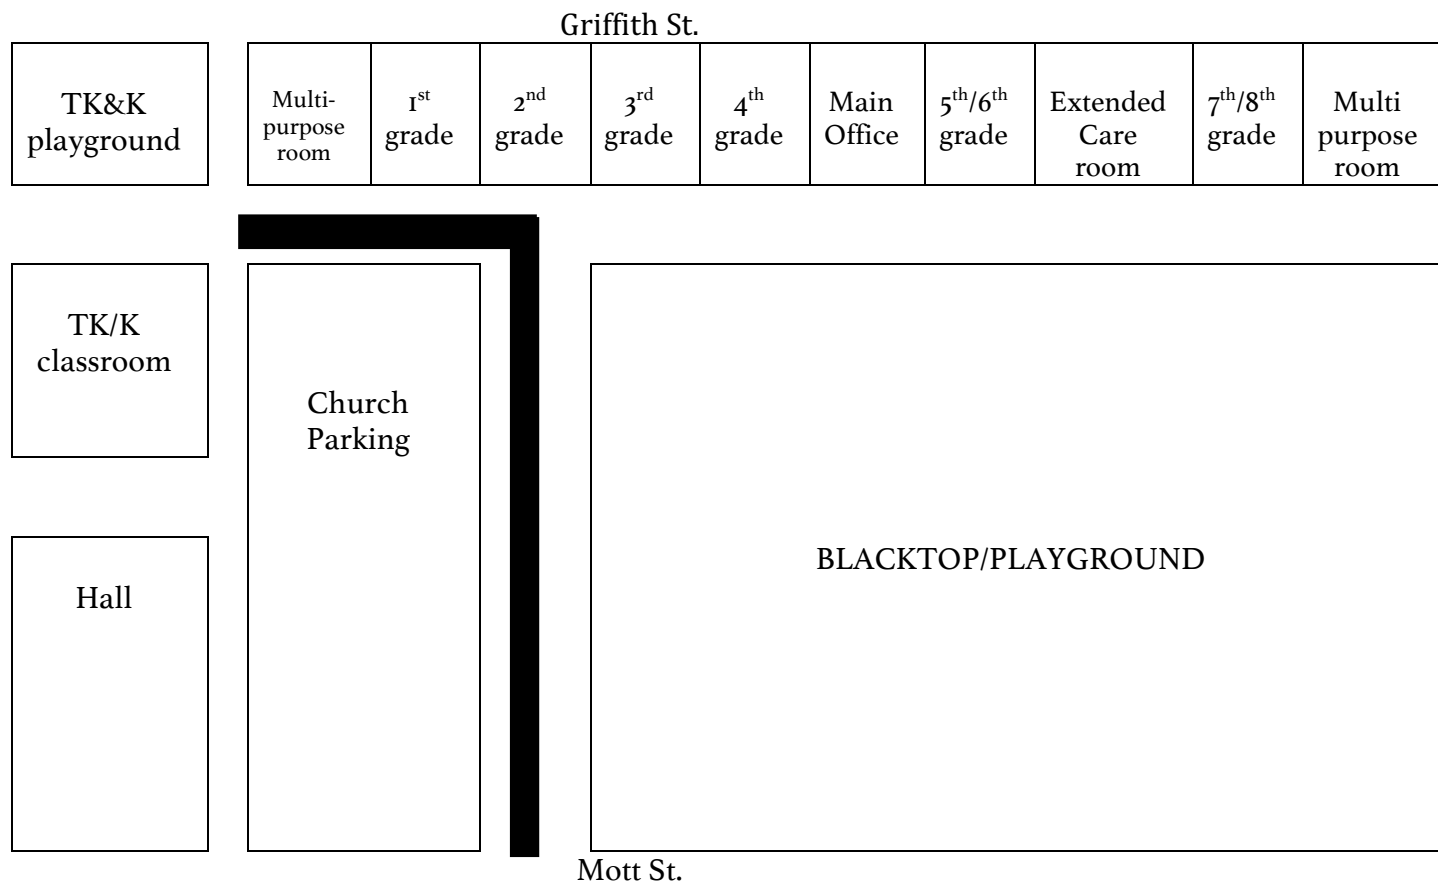 Griffith St.
TK&K
playground
Multi-
purpose
room
1st
grade
2nd
grade
3rd
grade
4th
grade
Main
Office
5th/6th
grade
Extended
Care
room
7th/8th
grade
Multi
purpose
room
TK/K
classroom
Church
Parking
BLACKTOP/PLAYGROUND
Hall
Mott St.